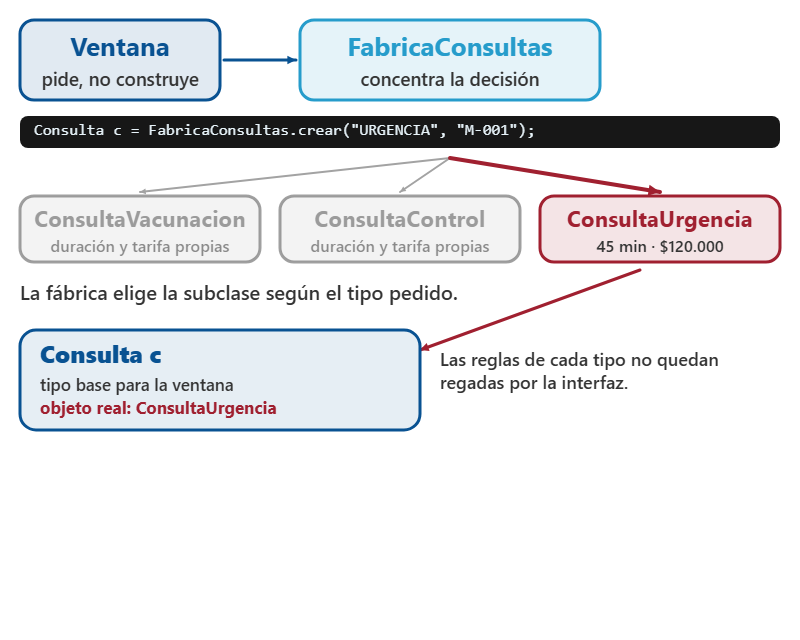 Ventana
pide, no construye
FabricaConsultas
concentra la decisión
Consulta c = FabricaConsultas.crear("URGENCIA", "M-001");
ConsultaVacunacion
duración y tarifa propias
ConsultaControl
duración y tarifa propias
ConsultaUrgencia
45 min · $120.000
La fábrica elige la subclase según el tipo pedido.
Consulta c
tipo base para la ventana
objeto real: ConsultaUrgencia
Las reglas de cada tipo no quedan
regadas por la interfaz.